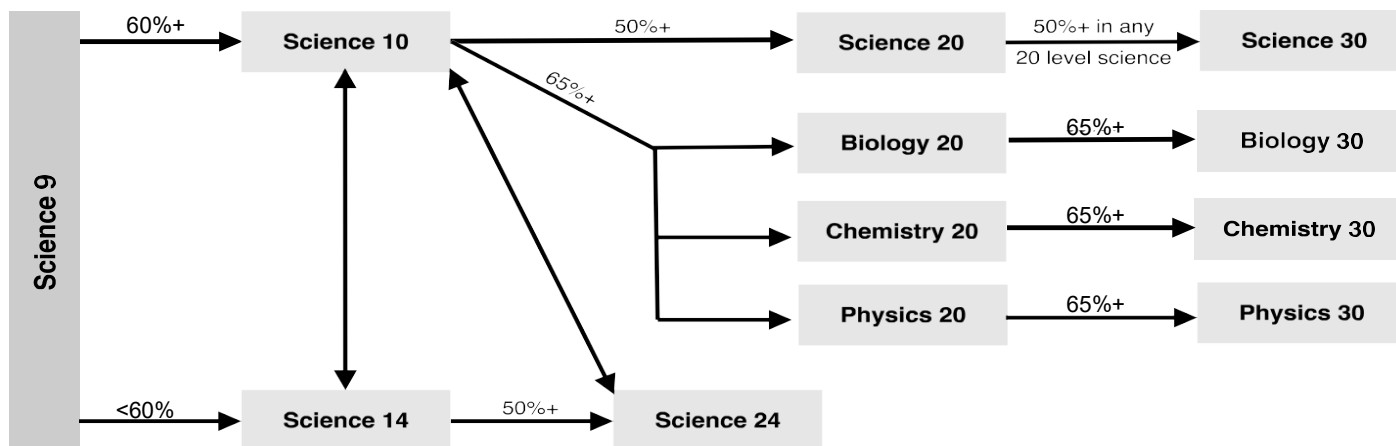 Science 9
60%+
Science 10
50%+
Science 20
50%+ in any
20 level science
Science 30
65%+
Biology 20
65%+
Biology 30
Chemistry 20
65%+
Chemistry 30
Physics 20
65%+
Physics 30
<60%
Science 14
50%+
Science 24